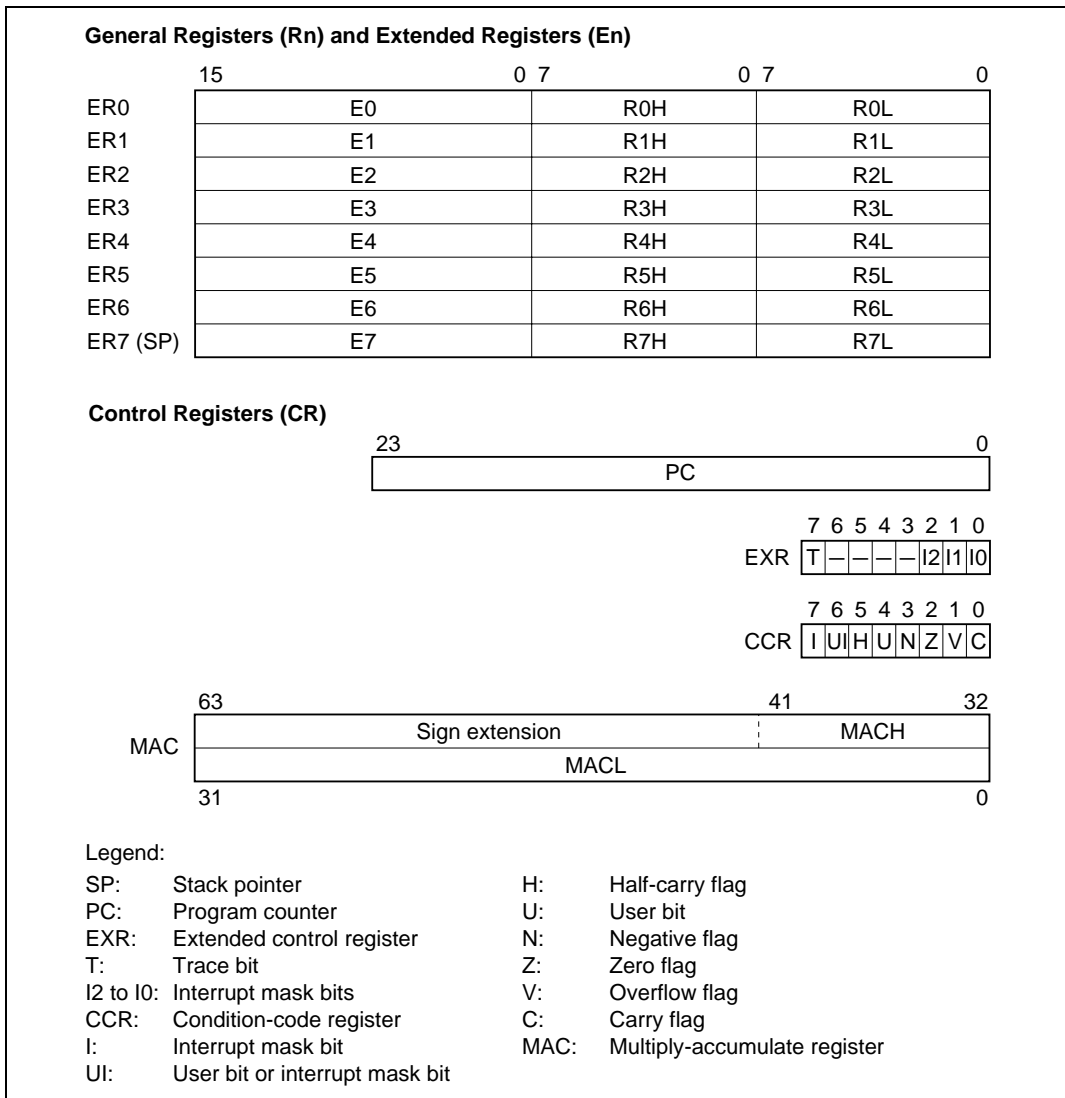 General Registers (Rn) and Extended Registers (En)
15 0 7 0 7 0
ER0 E0 R0H R0L
ER1 E1 R1H R1L
ER2 E2 R2H R2L
ER3 E3 R3H R3L
ER4 E4 R4H R4L
ER5 E5 R5H R5L
ER6 E6 R6H R6L
ER7 (SP) E7 R7H R7L
Control Registers (CR)
23 0
PC
7 6 5 4 3 2 1 0
EXR T — — — — I2 I1 I0
7 6 5 4 3 2 1 0
CCR I UI H U N Z V C
63 41 32
Sign extension MACH
MAC
MACL
31 0
Legend:
SP: Stack pointer H: Half-carry flag
PC: Program counter U: User bit
EXR: Extended control register N: Negative flag
T: Trace bit Z: Zero flag
I2 to I0: Interrupt mask bits V: Overflow flag
CCR: Condition-code register C: Carry flag
I: Interrupt mask bit MAC: Multiply-accumulate register
UI: User bit or interrupt mask bit